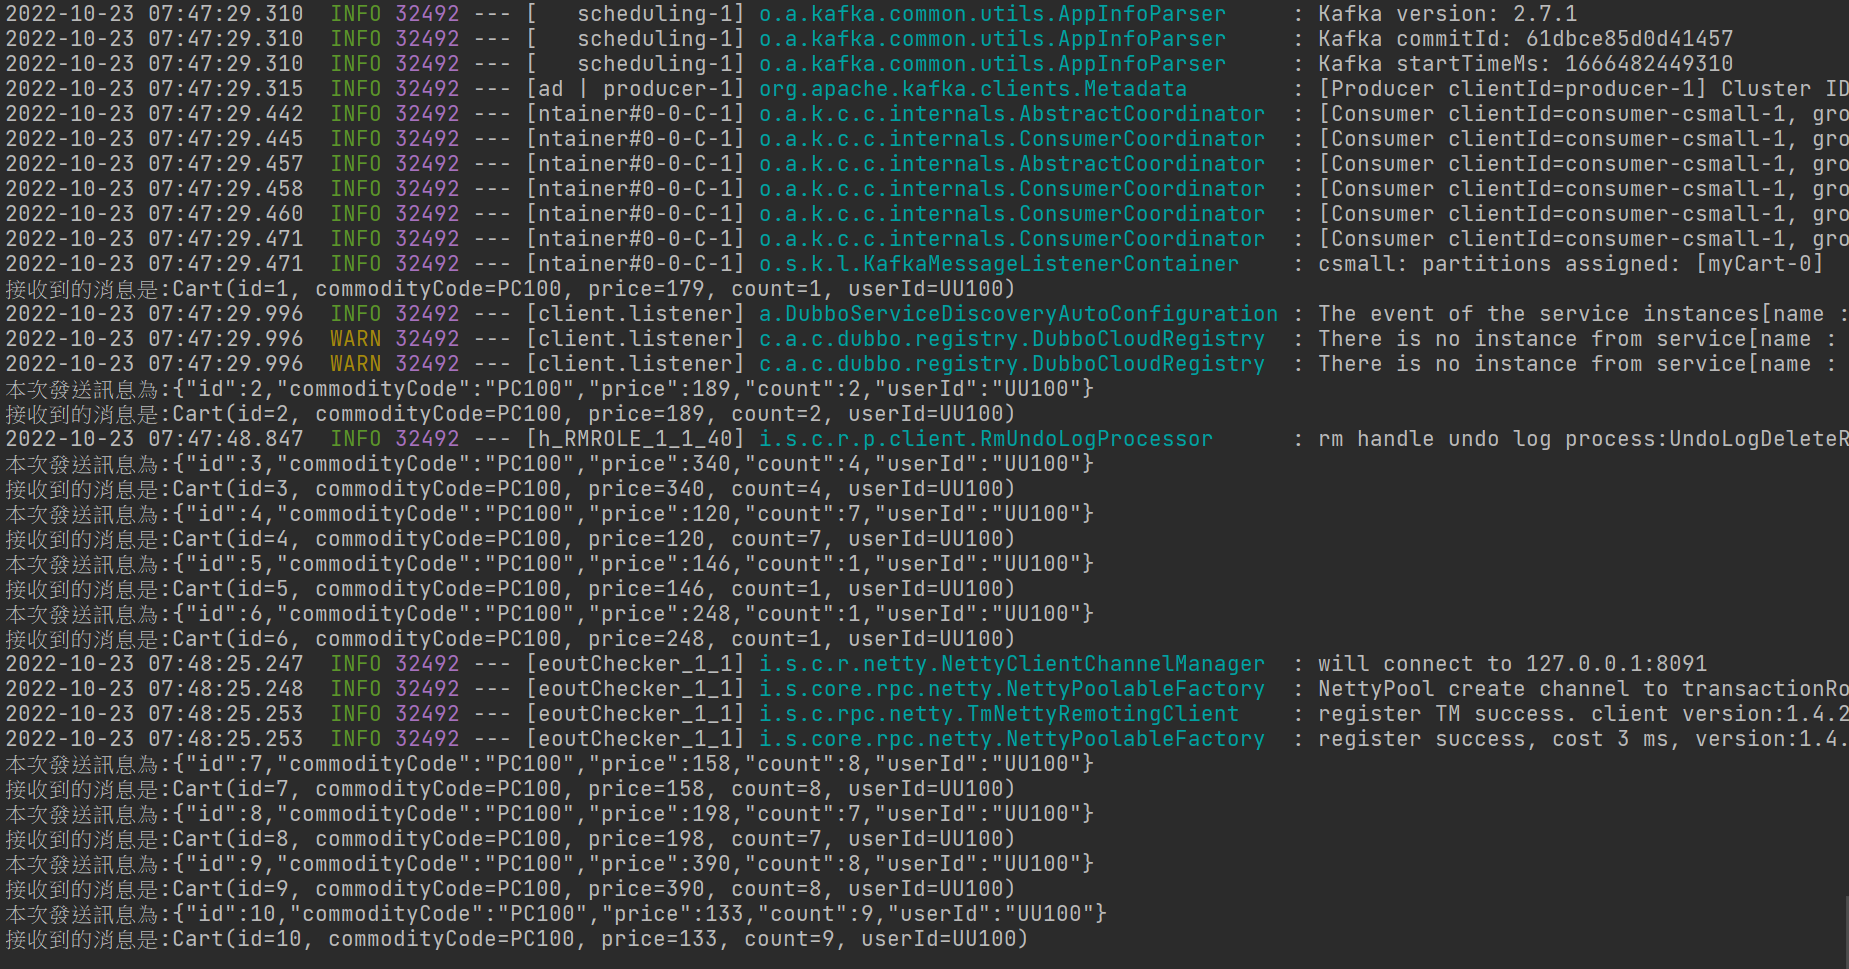 2022-10-23 07:47:29.310  INFO 32492 --- [   scheduling-1] o.a.kafka.common.utils.AppInfoParser     : Kafka version: 2.7.1
2022-10-23 07:47:29.310  INFO 32492 --- [   scheduling-1] o.a.kafka.common.utils.AppInfoParser     : Kafka commitId: 61dbce85d0d41457
2022-10-23 07:47:29.310  INFO 32492 --- [   scheduling-1] o.a.kafka.common.utils.AppInfoParser     : Kafka startTimeMs: 1666482449310
2022-10-23 07:47:29.315  INFO 32492 --- [ad | producer-1] org.apache.kafka.clients.Metadata        : [Producer clientId=producer-1] Cluster ID
2022-10-23 07:47:29.442  INFO 32492 --- [ntainer#0-0-C-1] o.a.k.c.c.internals.AbstractCoordinator  : [Consumer clientId=consumer-csmall-1, gro
2022-10-23 07:47:29.445  INFO 32492 --- [ntainer#0-0-C-1] o.a.k.c.c.internals.ConsumerCoordinator  : [Consumer clientId=consumer-csmall-1, gro
2022-10-23 07:47:29.457  INFO 32492 --- [ntainer#0-0-C-1] o.a.k.c.c.internals.AbstractCoordinator  : [Consumer clientId=consumer-csmall-1, gro
2022-10-23 07:47:29.458  INFO 32492 --- [ntainer#0-0-C-1] o.a.k.c.c.internals.ConsumerCoordinator  : [Consumer clientId=consumer-csmall-1, gro
2022-10-23 07:47:29.460  INFO 32492 --- [ntainer#0-0-C-1] o.a.k.c.c.internals.ConsumerCoordinator  : [Consumer clientId=consumer-csmall-1, gro
2022-10-23 07:47:29.471  INFO 32492 --- [ntainer#0-0-C-1] o.a.k.c.c.internals.ConsumerCoordinator  : [Consumer clientId=consumer-csmall-1, gro
2022-10-23 07:47:29.471  INFO 32492 --- [ntainer#0-0-C-1] o.s.k.l.KafkaMessageListenerContainer    : csmall: partitions assigned: [myCart-0]
接收到的消息是:Cart(id=1, commodityCode=PC100, price=179, count=1, userId=UU100)
2022-10-23 07:47:29.996  INFO 32492 --- [client.listener] a.DubboServiceDiscoveryAutoConfiguration : The event of the service instances[name :
2022-10-23 07:47:29.996  WARN 32492 --- [client.listener] c.a.c.dubbo.registry.DubboCloudRegistry  : There is no instance from service[name :
2022-10-23 07:47:29.996  WARN 32492 --- [client.listener] c.a.c.dubbo.registry.DubboCloudRegistry  : There is no instance from service[name :
本次發送訊息為:{"id":2,"commodityCode":"PC100","price":189,"count":2,"userId":"UU100"}
接收到的消息是:Cart(id=2, commodityCode=PC100, price=189, count=2, userId=UU100)
2022-10-23 07:47:48.847  INFO 32492 --- [h_RMROLE_1_1_40] i.s.c.r.p.client.RmUndoLogProcessor      : rm handle undo log process:UndoLogDeleteR
本次發送訊息為:{"id":3,"commodityCode":"PC100","price":340,"count":4,"userId":"UU100"}
接收到的消息是:Cart(id=3, commodityCode=PC100, price=340, count=4, userId=UU100)
本次發送訊息為:{"id":4,"commodityCode":"PC100","price":120,"count":7,"userId":"UU100"}
接收到的消息是:Cart(id=4, commodityCode=PC100, price=120, count=7, userId=UU100)
本次發送訊息為:{"id":5,"commodityCode":"PC100","price":146,"count":1,"userId":"UU100"}
接收到的消息是:Cart(id=5, commodityCode=PC100, price=146, count=1, userId=UU100)
本次發送訊息為:{"id":6,"commodityCode":"PC100","price":248,"count":1,"userId":"UU100"}
接收到的消息是:Cart(id=6, commodityCode=PC100, price=248, count=1, userId=UU100)
2022-10-23 07:48:25.247  INFO 32492 --- [eoutChecker_1_1] i.s.c.r.netty.NettyClientChannelManager  : will connect to 127.0.0.1:8091
2022-10-23 07:48:25.248  INFO 32492 --- [eoutChecker_1_1] i.s.core.rpc.netty.NettyPoolableFactory  : NettyPool create channel to transactionRo
2022-10-23 07:48:25.253  INFO 32492 --- [eoutChecker_1_1] i.s.c.rpc.netty.TmNettyRemotingClient    : register TM success. client version:1.4.2
2022-10-23 07:48:25.253  INFO 32492 --- [eoutChecker_1_1] i.s.core.rpc.netty.NettyPoolableFactory  : register success, cost 3 ms, version:1.4.
本次發送訊息為:{"id":7,"commodityCode":"PC100","price":158,"count":8,"userId":"UU100"}
接收到的消息是:Cart(id=7, commodityCode=PC100, price=158, count=8, userId=UU100)
本次發送訊息為:{"id":8,"commodityCode":"PC100","price":198,"count":7,"userId":"UU100"}
接收到的消息是:Cart(id=8, commodityCode=PC100, price=198, count=7, userId=UU100)
本次發送訊息為:{"id":9,"commodityCode":"PC100","price":390,"count":8,"userId":"UU100"}
接收到的消息是:Cart(id=9, commodityCode=PC100, price=390, count=8, userId=UU100)
本次發送訊息為:{"id":10,"commodityCode":"PC100","price":133,"count":9,"userId":"UU100"}
接收到的消息是:Cart(id=10, commodityCode=PC100, price=133, count=9, userId=UU100)